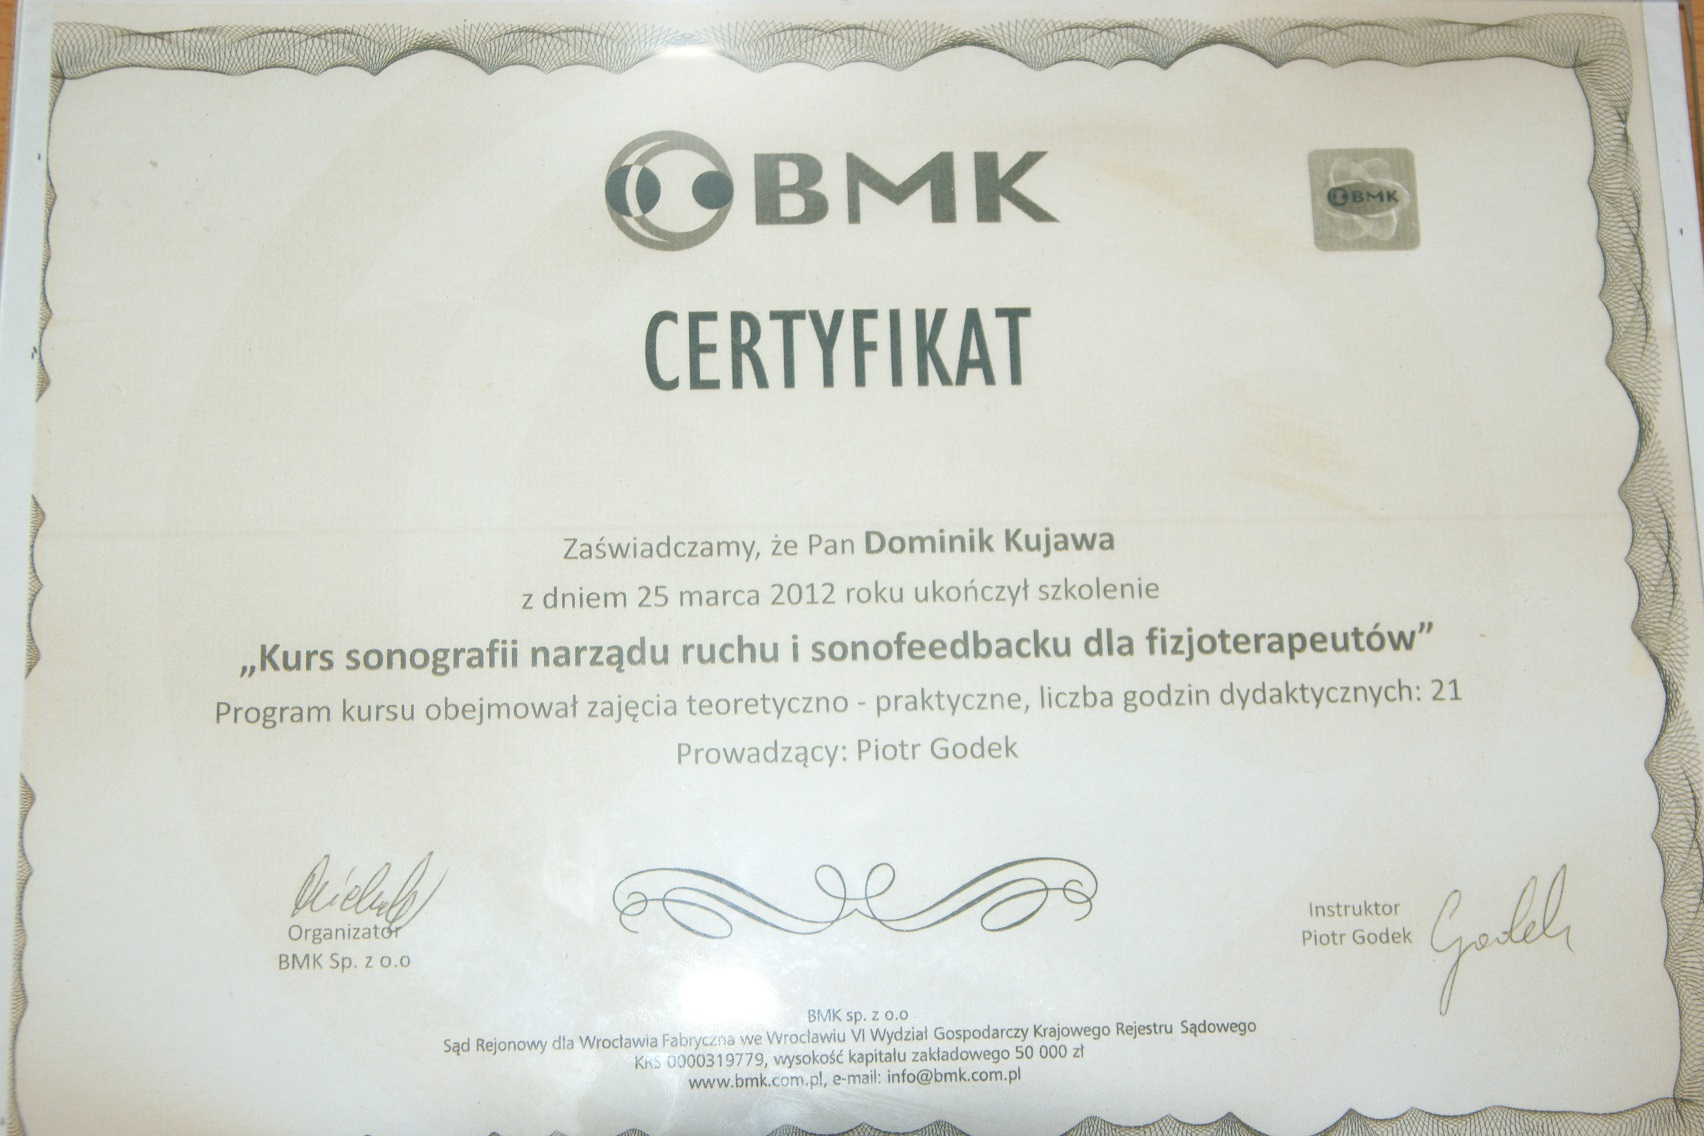 BMK
BMK
CERTYFIKAT
Zaświadczamy, że Pan Dominik Kujawa
z dniem 25 marca 2012 roku ukończył szkolenie
„Kurs sonografii narządu ruchu i sonofeedbacku dla fizjoterapeutów”
Program kursu obejmował zajęcia teoretyczno - praktyczne, liczba godzin dydaktycznych: 21
Prowadzący: Piotr Godek
Organizator
BMK Sp. z o.o
Instruktor
Piotr Godek
Godek
BMK sp. z o.o
Sąd Rejonowy dla Wrocławia Fabryczna we Wrocławiu VI Wydział Gospodarczy Krajowego Rejestru Sądowego
KRS 0000319779, wysokość kapitału zakładowego 50 000 zł
www.bmk.com.pl, e-mail: info@bmk.com.pl